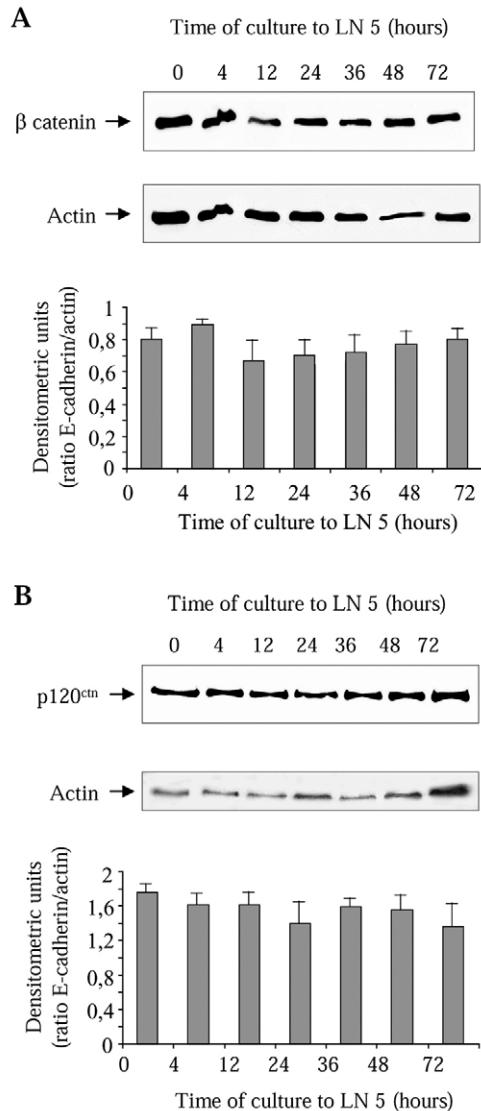 A
Time of culture to LN 5 (hours)
0 4 12 24 36 48 72
β catenin
Actin
Densitometric units
(ratio E-cadherin/actin)
1
0,8
0,6
0,4
0,2
0
0 4 12 24 36 48 72
Time of culture to LN 5 (hours)
B
Time of culture to LN 5 (hours)
0 4 12 24 36 48 72
p120ctn
Actin
Densitometric units
(ratio E-cadherin/actin)
2
1,6
1,2
0,8
0,4
0
0 4 12 24 36 48 72
Time of culture to LN 5 (hours)